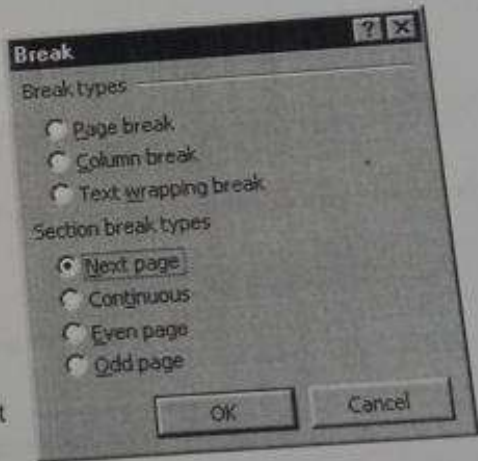 Break ? X
Break types
Page break
Column break
Text wrapping break
Section break types
Next page
Continuous
Even page
Odd page
OK Cancel
t